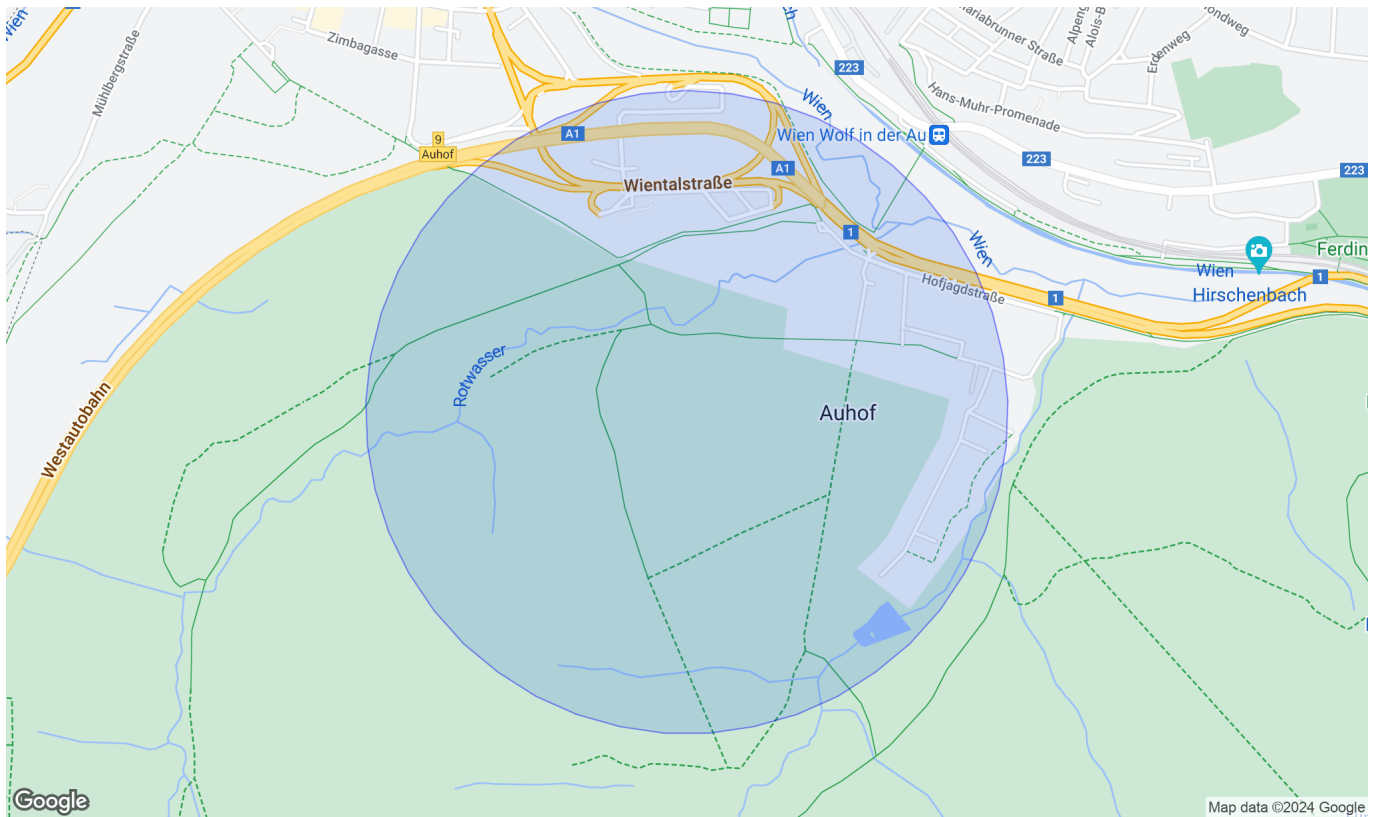 Wien
Mühlbergstraße
Zimbagasse
Mariabrunner Straße
Erdenweg
223
Hans-Muhr-Promenade
Wien
Wien Wolf in der Au
9
A1
Auhof
223
A1
223
Wientalstraße
1
Wien
Ferdin
Wien
Hirschenbach
1
Hofjagdstraße
1
Rotwasser
Westautobahn
Auhof
Google
Map data ©2024 Google